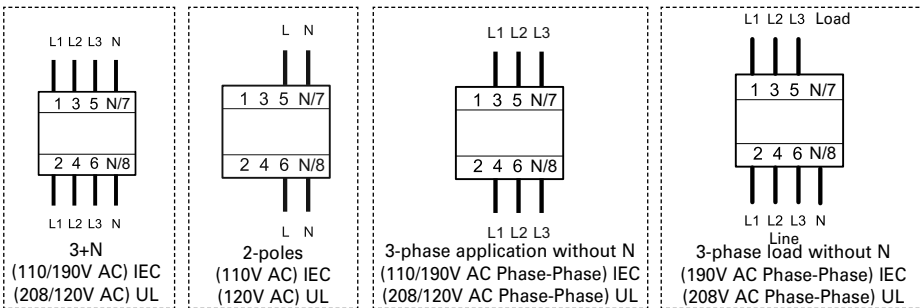 L1 L2 L3 N
1 3 5 N/7
2 4 6 N/8
L1 L2 L3 N
3+N
(110/190V AC) IEC
(208/120V AC) UL
L N
1 3 5 N/7
2 4 6 N/8
L N
2-poles
(110V AC) IEC
(120V AC) UL
L1 L2 L3
1 3 5 N/7
2 4 6 N/8
L1 L2 L3
3-phase application without N
(110/190V AC Phase-Phase) IEC
(208/120V AC Phase-Phase) UL
L1 L2 L3 Load
1 3 5 N/7
2 4 6 N/8
L1 L2 L3 N
Line
3-phase load without N
(190V AC Phase-Phase) IEC
(208V AC Phase-Phase) UL